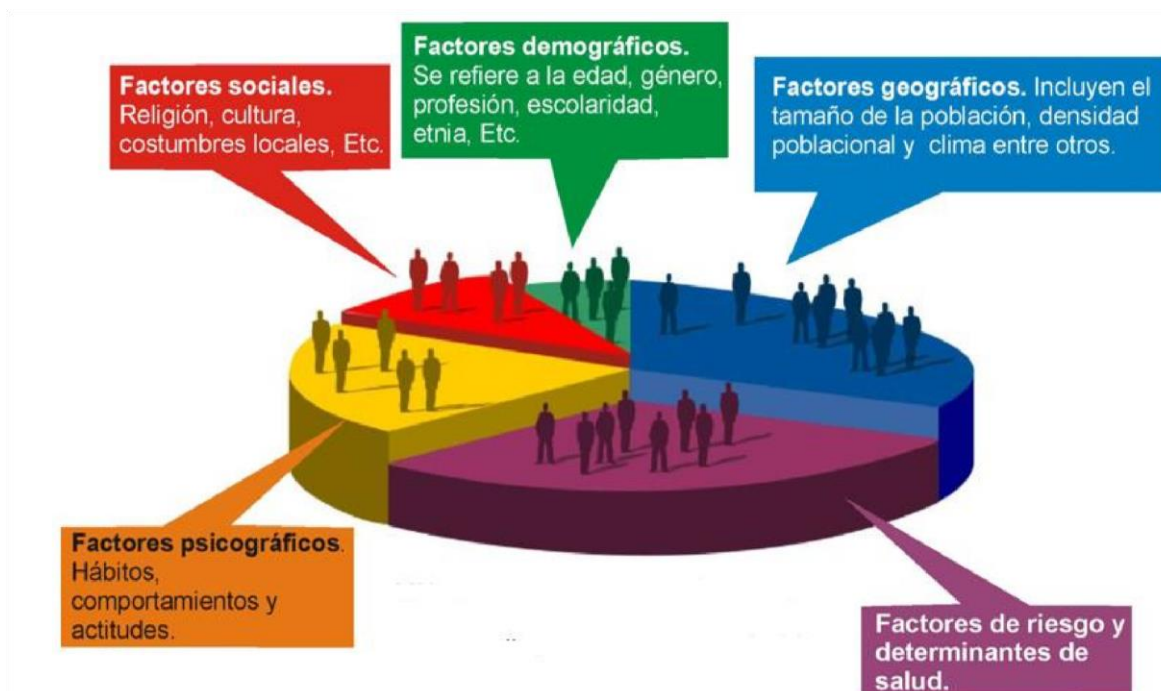 Factores sociales.
Religión, cultura,
costumbres locales, Etc.
Factores demográficos.
Se refiere a la edad, género,
profesión, escolaridad,
etnia, Etc.
Factores geográficos. Incluyen el
tamaño de la población, densidad
poblacional y clima entre otros.
Factores psicográficos.
Hábitos,
comportamientos y
actitudes.
Factores de riesgo y
determinantes de
salud.